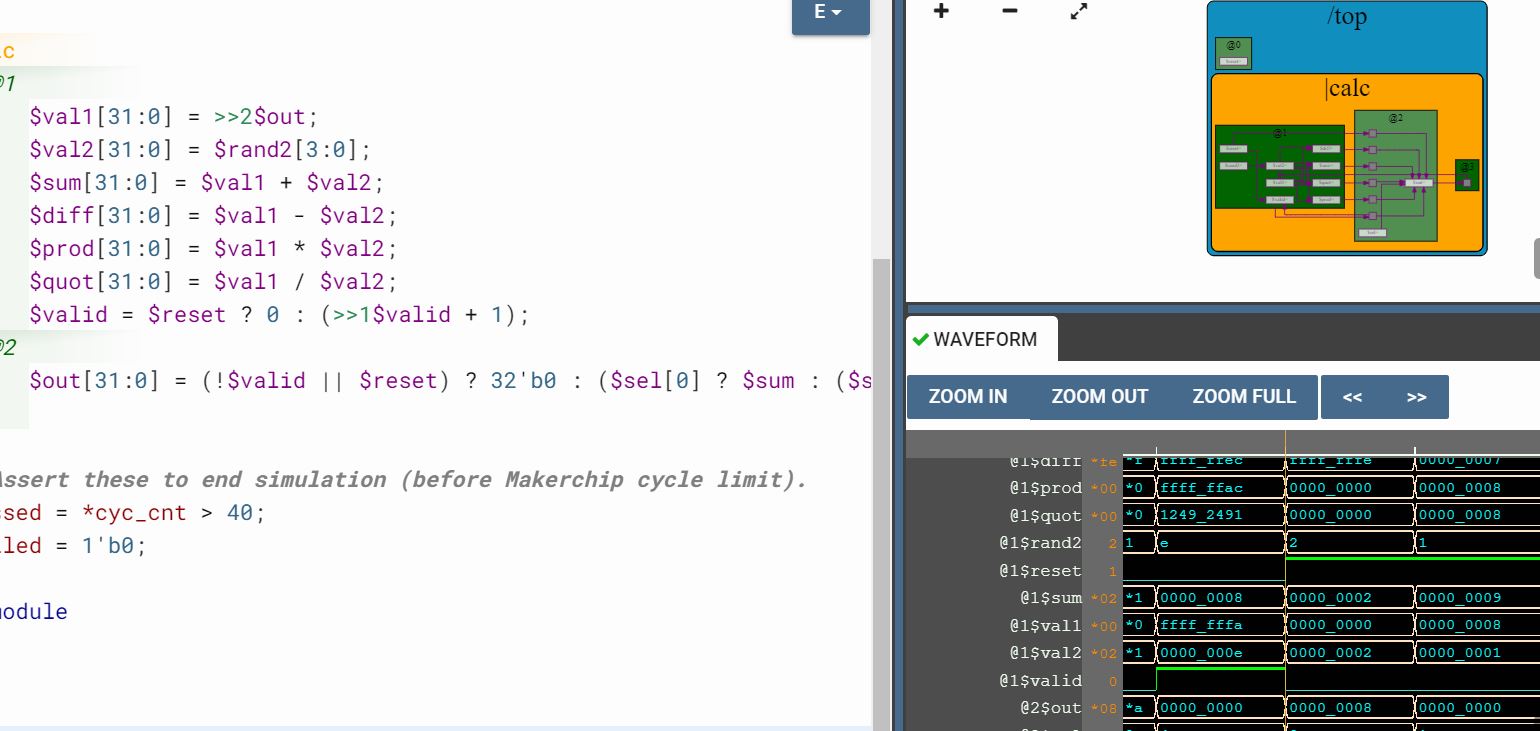 E
c
@1
$val1[31:0] = >>2$out;
$val2[31:0] = $rand2[3:0];
$sum[31:0] = $val1 + $val2;
$diff[31:0] = $val1 - $val2;
$prod[31:0] = $val1 * $val2;
$quot[31:0] = $val1 / $val2;
$valid = $reset ? 0 : (>>1$valid + 1);
@2
$out[31:0] = (!$valid || $reset) ? 32'b0 : ($sel[0] ? $sum : ($s
Assert these to end simulation (before Makerchip cycle limit).
ssed = *cyc_cnt > 40;
led = 1'b0;
odule
/top
@0
|calc
@1
@2
@3
WAVEFORM
ZOOM IN ZOOM OUT ZOOM FULL << >>
@1$diff *fe *f ffff_ffec ffff_fffe 0000_0007
@1$prod *00 *0 ffff_ffac 0000_0000 0000_0008
@1$quot *00 *0 1249_2491 0000_0000 0000_0008
@1$rand2 2 1 e 2 1
@1$reset 1
@1$sum *02 *1 0000_0008 0000_0002 0000_0009
@1$val1 *00 *0 ffff_fffa 0000_0000 0000_0008
@1$val2 *02 *1 0000_000e 0000_0002 0000_0001
@1$valid 0
@2$out *08 *a 0000_0000 0000_0008 0000_0000